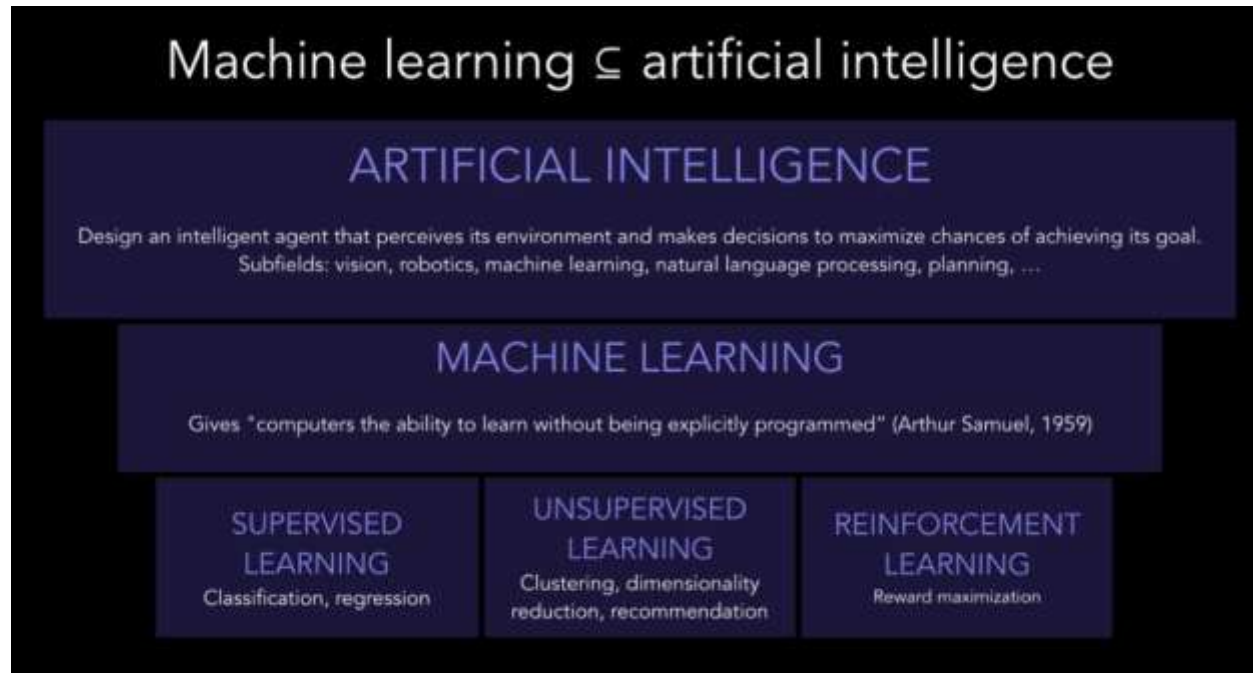 Machine learning ⊆ artificial intelligence
ARTIFICIAL INTELLIGENCE
Design an intelligent agent that perceives its environment and makes decisions to maximize chances of achieving its goal.
Subfields: vision, robotics, machine learning, natural language processing, planning, …
MACHINE LEARNING
Gives "computers the ability to learn without being explicitly programmed" (Arthur Samuel, 1959)
SUPERVISED
LEARNING
Classification, regression
UNSUPERVISED
LEARNING
Clustering, dimensionality
reduction, recommendation
REINFORCEMENT
LEARNING
Reward maximization